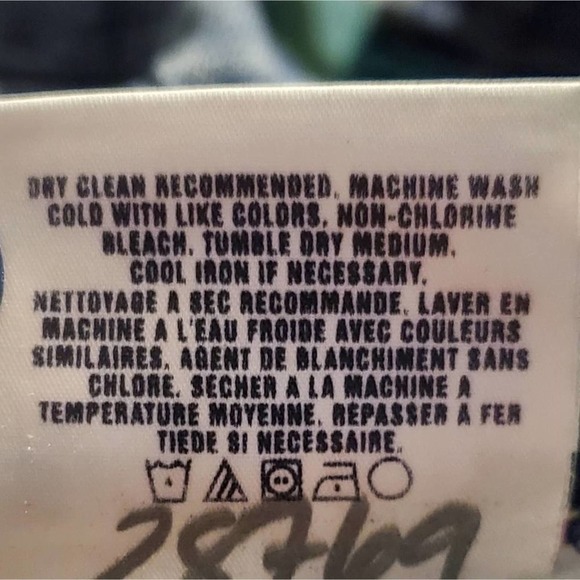 DRY CLEAN RECOMMENDED. MACHINE WASH
COLD WITH LIKE COLORS, NON-CHLORINE
BLEACH. TUMBLE DRY MEDIUM.
COOL IRON IF NECESSARY.
NETTOYAGE A SEC RECOMMANDE. LAVER EN
MACHINE A L'EAU FROIDE AVEC COULEURS
SIMILAIRES. AGENT DE BLANCHIMENT SANS
CHLORE. SECHER A LA MACHINE A
TEMPERATURE MOYENNE. REPASSER A FER
TIEDE SI NECESSAIRE.
28769